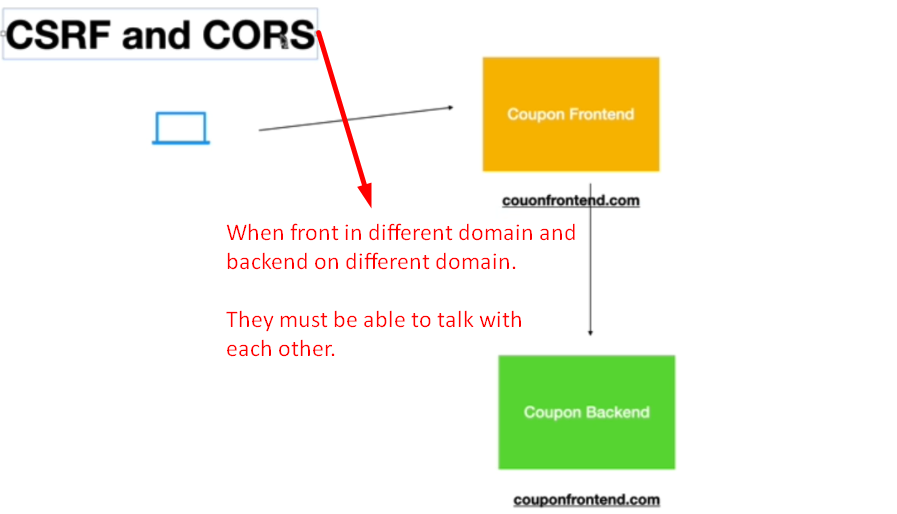 CSRF and CORS
Coupon Frontend
couonfrontend.com
When front in different domain and
backend on different domain.
They must be able to talk with
each other.
Coupon Backend
couponfrontend.com